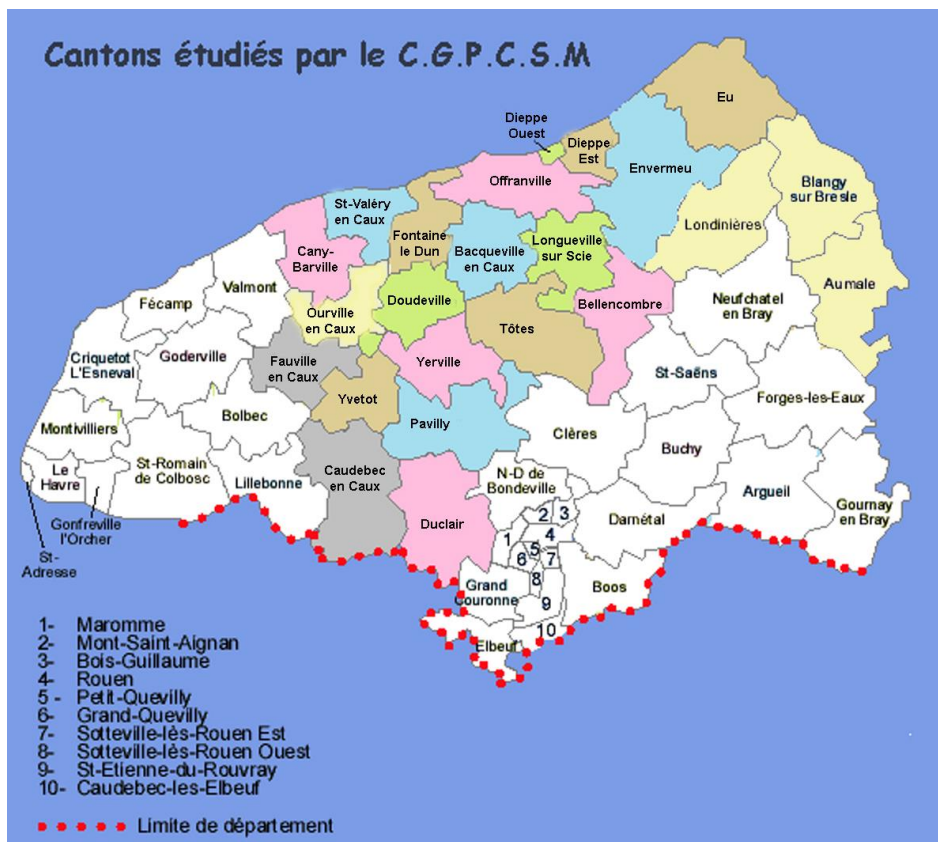 Cantons étudiés par le C.G.P.C.S.M
Eu
Dieppe
Ouest
Dieppe
Est
Envermeu
Offranville
Blangy
sur Bresle
St-Valéry
en Caux
Fontaine
le Dun
Londinières
Cany-
Barville
Bacqueville
en Caux
Longueville
sur Scie
Aumale
Valmont
Ourville
en Caux
Doudeville
Bellencombre
Neufchatel
en Bray
Fécamp
Tôtes
Criquetot
L'Esneval
Goderville
Fauville
en Caux
Yerville
St-Saëns
Yvetot
Forges-les-Eaux
Montivilliers
Bolbec
Pavilly
Clères
Buchy
Le
Havre
St-Romain
de Colbosc
Lillebonne
Caudebec
en Caux
N-D de
Bondeville
Argueil
Gournay
en Bray
Gonfreville
l'Orcher
Duclair
Darnétal
St-
Adresse
1
2
3
4
5
6
7
8
9
10
Grand
Couronne
Boos
Elbeuf
1- Maromme
2- Mont-Saint-Aignan
3- Bois-Guillaume
4- Rouen
5 - Petit-Quevilly
6- Grand-Quevilly
7- Sotteville-lès-Rouen Est
8- Sotteville-lès-Rouen Ouest
9- St-Etienne-du-Rouvray
10- Caudebec-les-Elbeuf
Limite de département